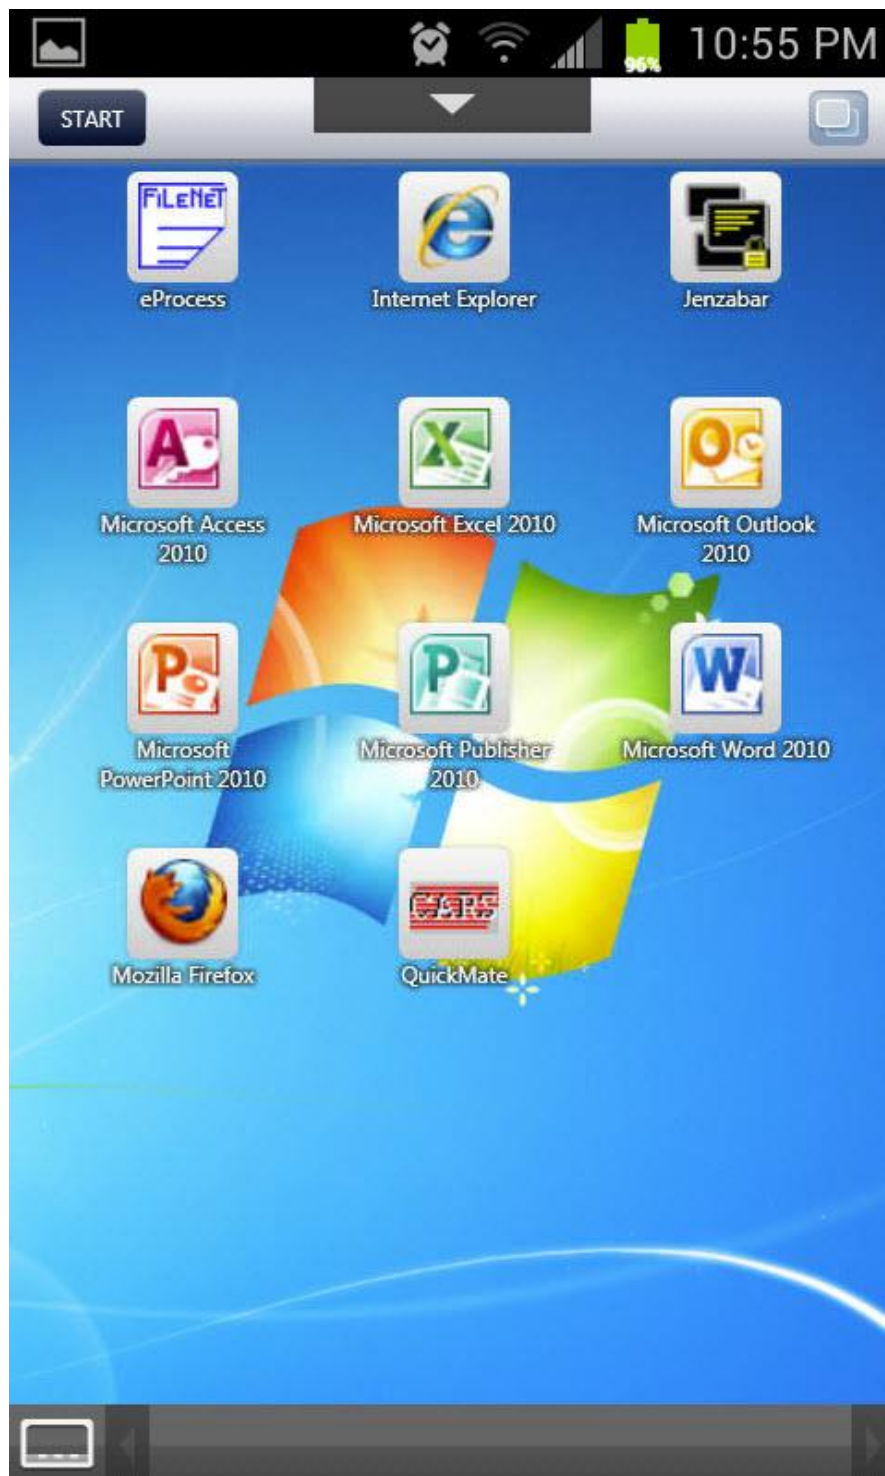 96%
10:55 PM
START
FiLENET
eProcess
Internet Explorer
Jenzabar
Microsoft Access
2010
Microsoft Excel 2010
Microsoft Outlook
2010
Microsoft
PowerPoint 2010
Microsoft Publisher
2010
Microsoft Word 2010
Mozilla Firefox
CARS
QuickMate